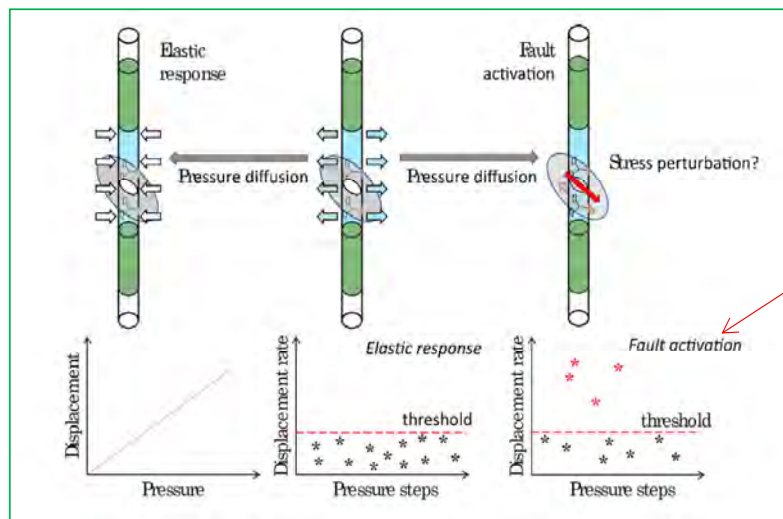 Elastic
response
Fault
activation
Pressure diffusion
Pressure diffusion
Stress perturbation?
Displacement
Pressure
Displacement rate
Elastic response
threshold
Pressure steps
Displacement rate
Fault activation
threshold
Pressure steps